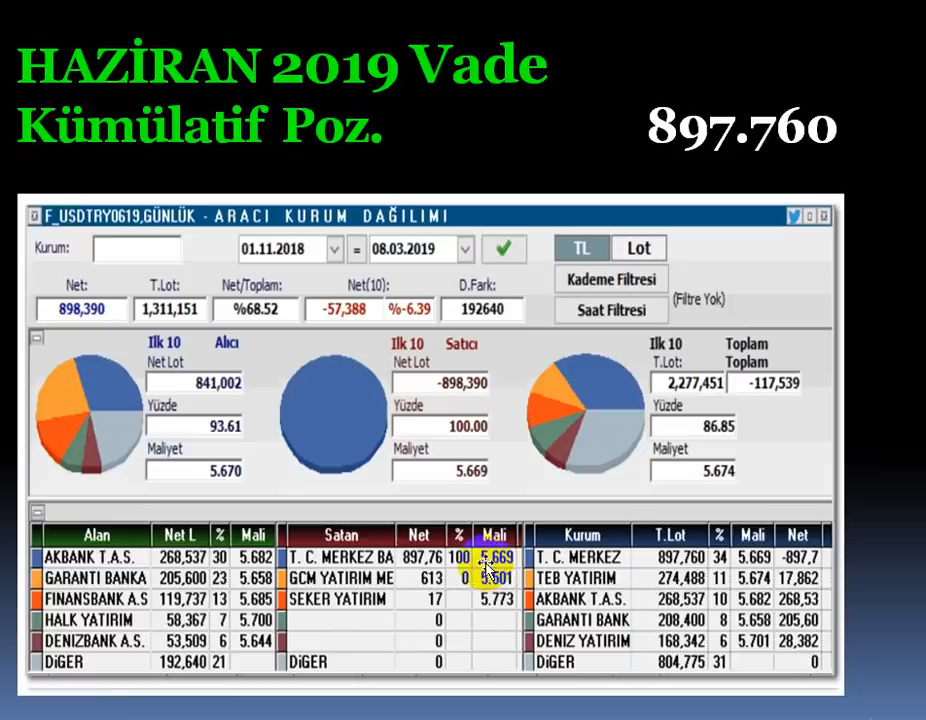 HAZİRAN 2019 Vade
Kümülatif Poz. 897.760
F_USDTRY0619,GÜNLÜK - ARACI KURUM DAĞILIMI
Kurum: 01.11.2018 = 08.03.2019 TL Lot
Kademe Filtresi
Net: T.Lot: Net/Toplam: Net(10): D.Fark: (Filtre Yok)
898,390 1,311,151 %68.52 -57,388 %-6.39 192640 Saat Filtresi
Ilk 10 Alıcı Ilk 10 Satıcı Ilk 10 Toplam
Net Lot Net Lot T.Lot: Toplam
841,002 -898,390 2,277,451 -117,539
Yüzde Yüzde Yüzde
93.61 100.00 86.85
Maliyet Maliyet Maliyet
5.670 5.669 5.674
Alan Net L % Mali Satan Net % Mali Kurum T.Lot % Mali Net
AKBANK T.A.S. 268,537 30 5.682 T. C. MERKEZ BA 897,76 100 5.669 T. C. MERKEZ 897,760 34 5.669 -897,7
GARANTI BANKA 205,600 23 5.658 GCM YATIRIM ME 613 0 5.601 TEB YATIRIM 274,488 11 5.674 17,862
FINANSBANK A.S 119,737 13 5.685 SEKER YATIRIM 17 5.773 AKBANK T.A.S. 268,537 10 5.682 268,53
HALK YATIRIM 58,367 7 5.700 0 GARANTI BANK 208,400 8 5.658 205,60
DENIZBANK A.S. 53,509 6 5.644 0 DENIZ YATIRIM 168,342 6 5.701 28,382
DiGER 192,640 21 DiGER 0 DiGER 804,775 31 0